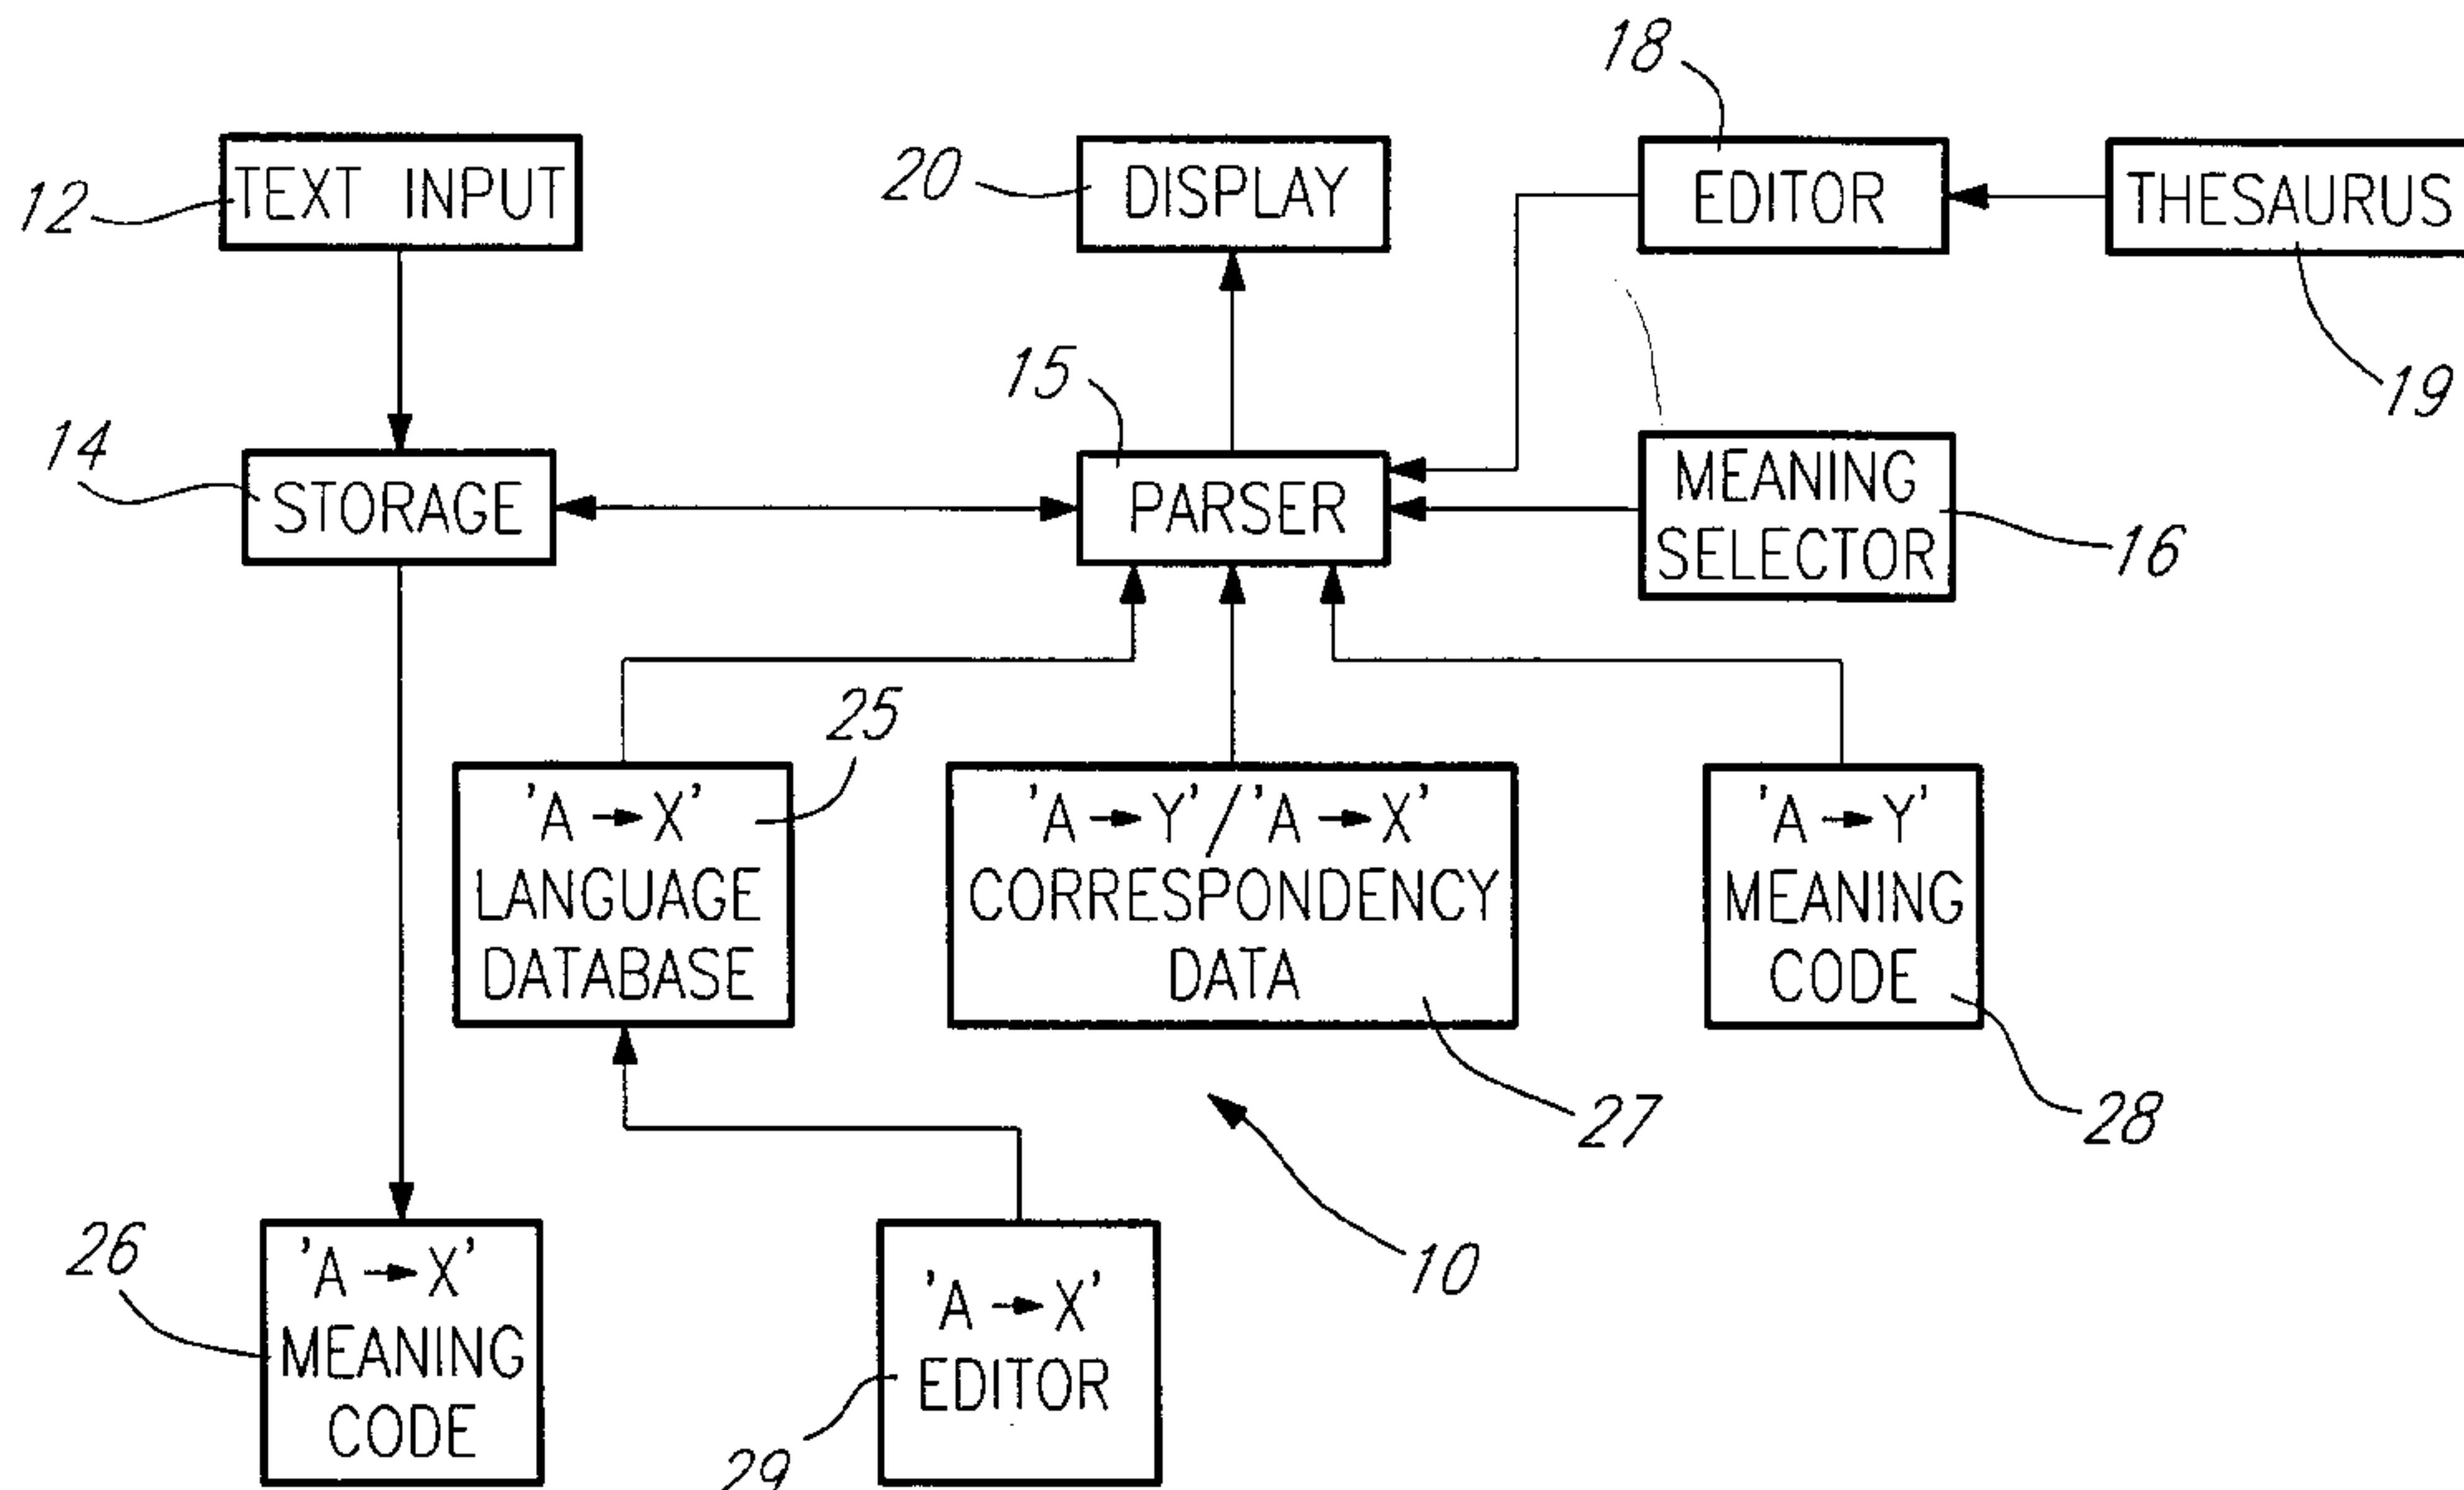 18
12
TEXT INPUT
20
DISPLAY
EDITOR
THESAURUS
19
14
STORAGE
15
PARSER
MEANING
SELECTOR
16
25
'A → X'
LANGUAGE
DATABASE
'A → Y' / 'A → X'
CORRESPONDENCY
DATA
27
'A → Y'
MEANING
CODE
28
10
26
'A → X'
MEANING
CODE
'A → X'
EDITOR
29